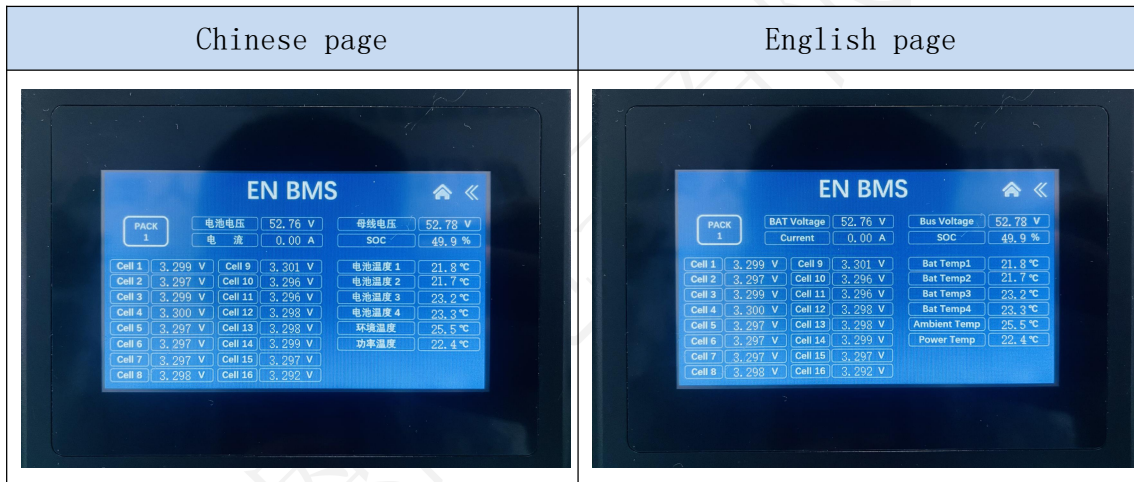 Chinese page
English page
EN BMS
PACK 1
电池电压 52.76 V 母线电压 52.78 V
电 流 0.00 A SOC 49.9 %
Cell 1 3.299 V Cell 9 3.301 V 电池温度 1 21.8 ℃
Cell 2 3.297 V Cell 10 3.296 V 电池温度 2 21.7 ℃
Cell 3 3.299 V Cell 11 3.296 V 电池温度 3 23.2 ℃
Cell 4 3.300 V Cell 12 3.298 V 电池温度 4 23.3 ℃
Cell 5 3.297 V Cell 13 3.298 V 环境温度 25.5 ℃
Cell 6 3.297 V Cell 14 3.299 V 功率温度 22.4 ℃
Cell 7 3.297 V Cell 15 3.297 V
Cell 8 3.298 V Cell 16 3.292 V
EN BMS
PACK 1
BAT Voltage 52.76 V Bus Voltage 52.78 V
Current 0.00 A SOC 49.9 %
Cell 1 3.299 V Cell 9 3.301 V Bat Temp1 21.8 ℃
Cell 2 3.297 V Cell 10 3.296 V Bat Temp2 21.7 ℃
Cell 3 3.299 V Cell 11 3.296 V Bat Temp3 23.2 ℃
Cell 4 3.300 V Cell 12 3.298 V Bat Temp4 23.3 ℃
Cell 5 3.297 V Cell 13 3.298 V Ambient Temp 25.5 ℃
Cell 6 3.297 V Cell 14 3.299 V Power Temp 22.4 ℃
Cell 7 3.297 V Cell 15 3.297 V
Cell 8 3.298 V Cell 16 3.292 V